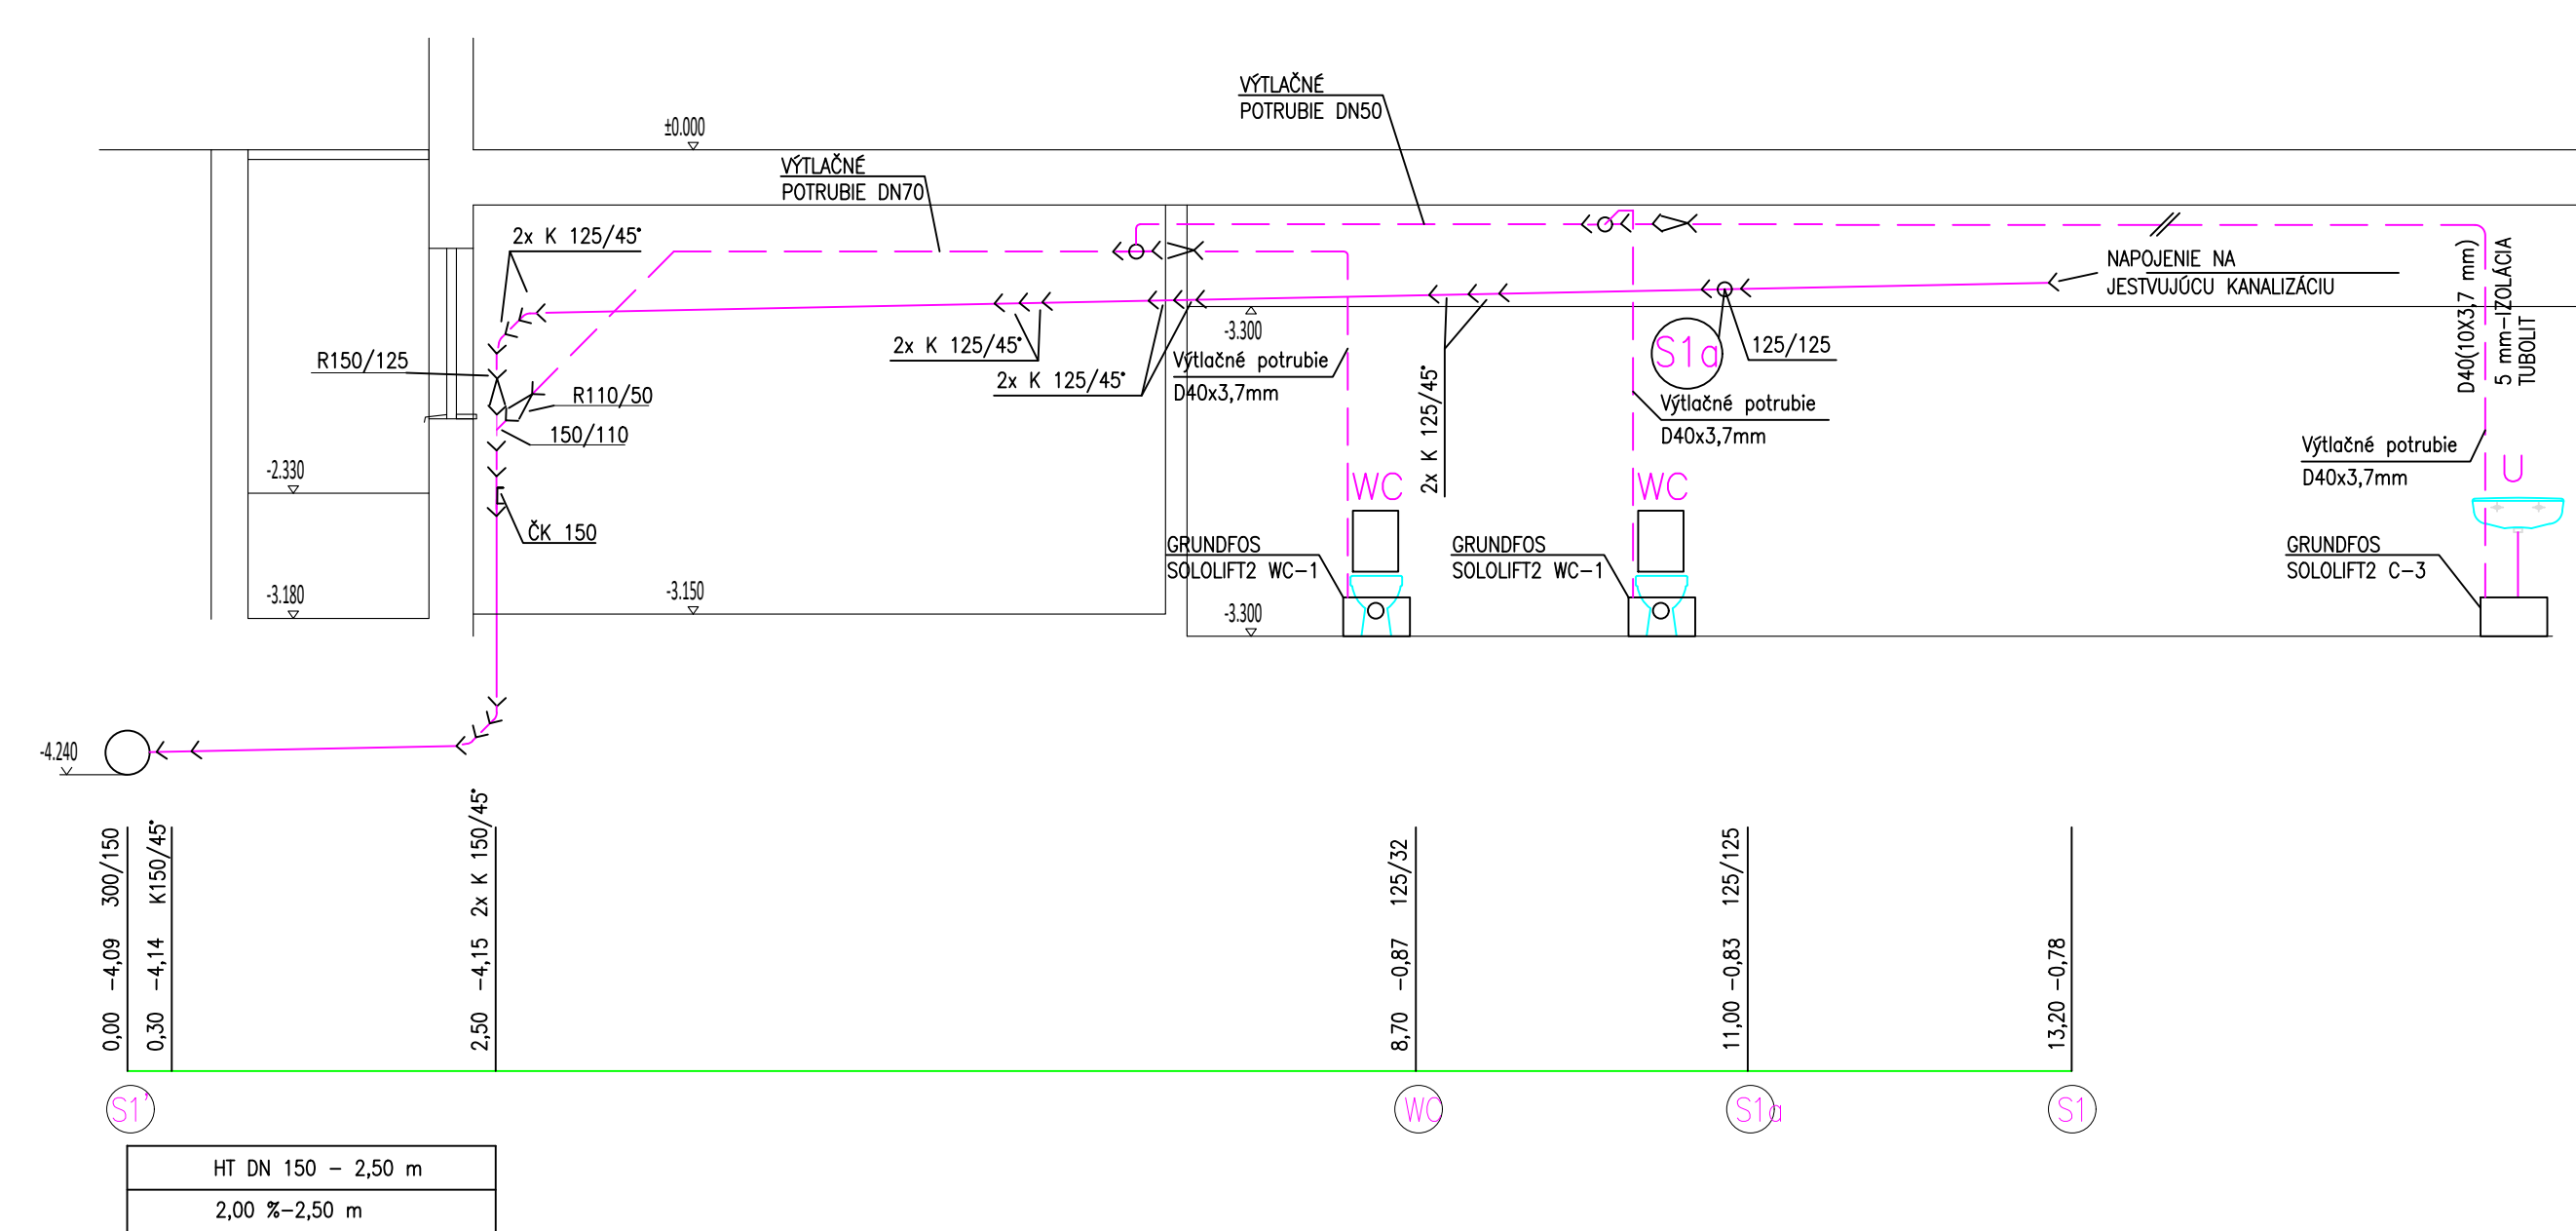 VÝTLAČNÉ
POTRUBIE DN50
±0.000
VÝTLAČNÉ
POTRUBIE DN70
2x K 125/45°
NAPOJENIE NA
JESTVUJÚCU KANALIZÁCIU
D40(10X3,7 mm)
5 mm-IZOLÁCIA
TUBOLIT
-3.300
2x K 125/45°
2x K 125/45°
Výtlačné potrubie
D40x3,7mm
S1a
125/125
R150/125
R110/50
150/110
2x K 125/45°
Výtlačné potrubie
D40x3,7mm
Výtlačné potrubie
D40x3,7mm
U
-2.330
WC
WC
ČK 150
GRUNDFOS
SOLOLIFT2 WC-1
GRUNDFOS
SOLOLIFT2 WC-1
GRUNDFOS
SOLOLIFT2 C-3
-3.180
-3.150
-3.300
-4.240
0,00 -4,09 300/150
0,30 -4,14 K150/45°
2,50 -4,15 2x K 150/45°
8,70 -0,87 125/32
11,00 -0,83 125/125
13,20 -0,78
S1'
WC
S1a
S1
HT DN 150 - 2,50 m
2,00 %-2,50 m